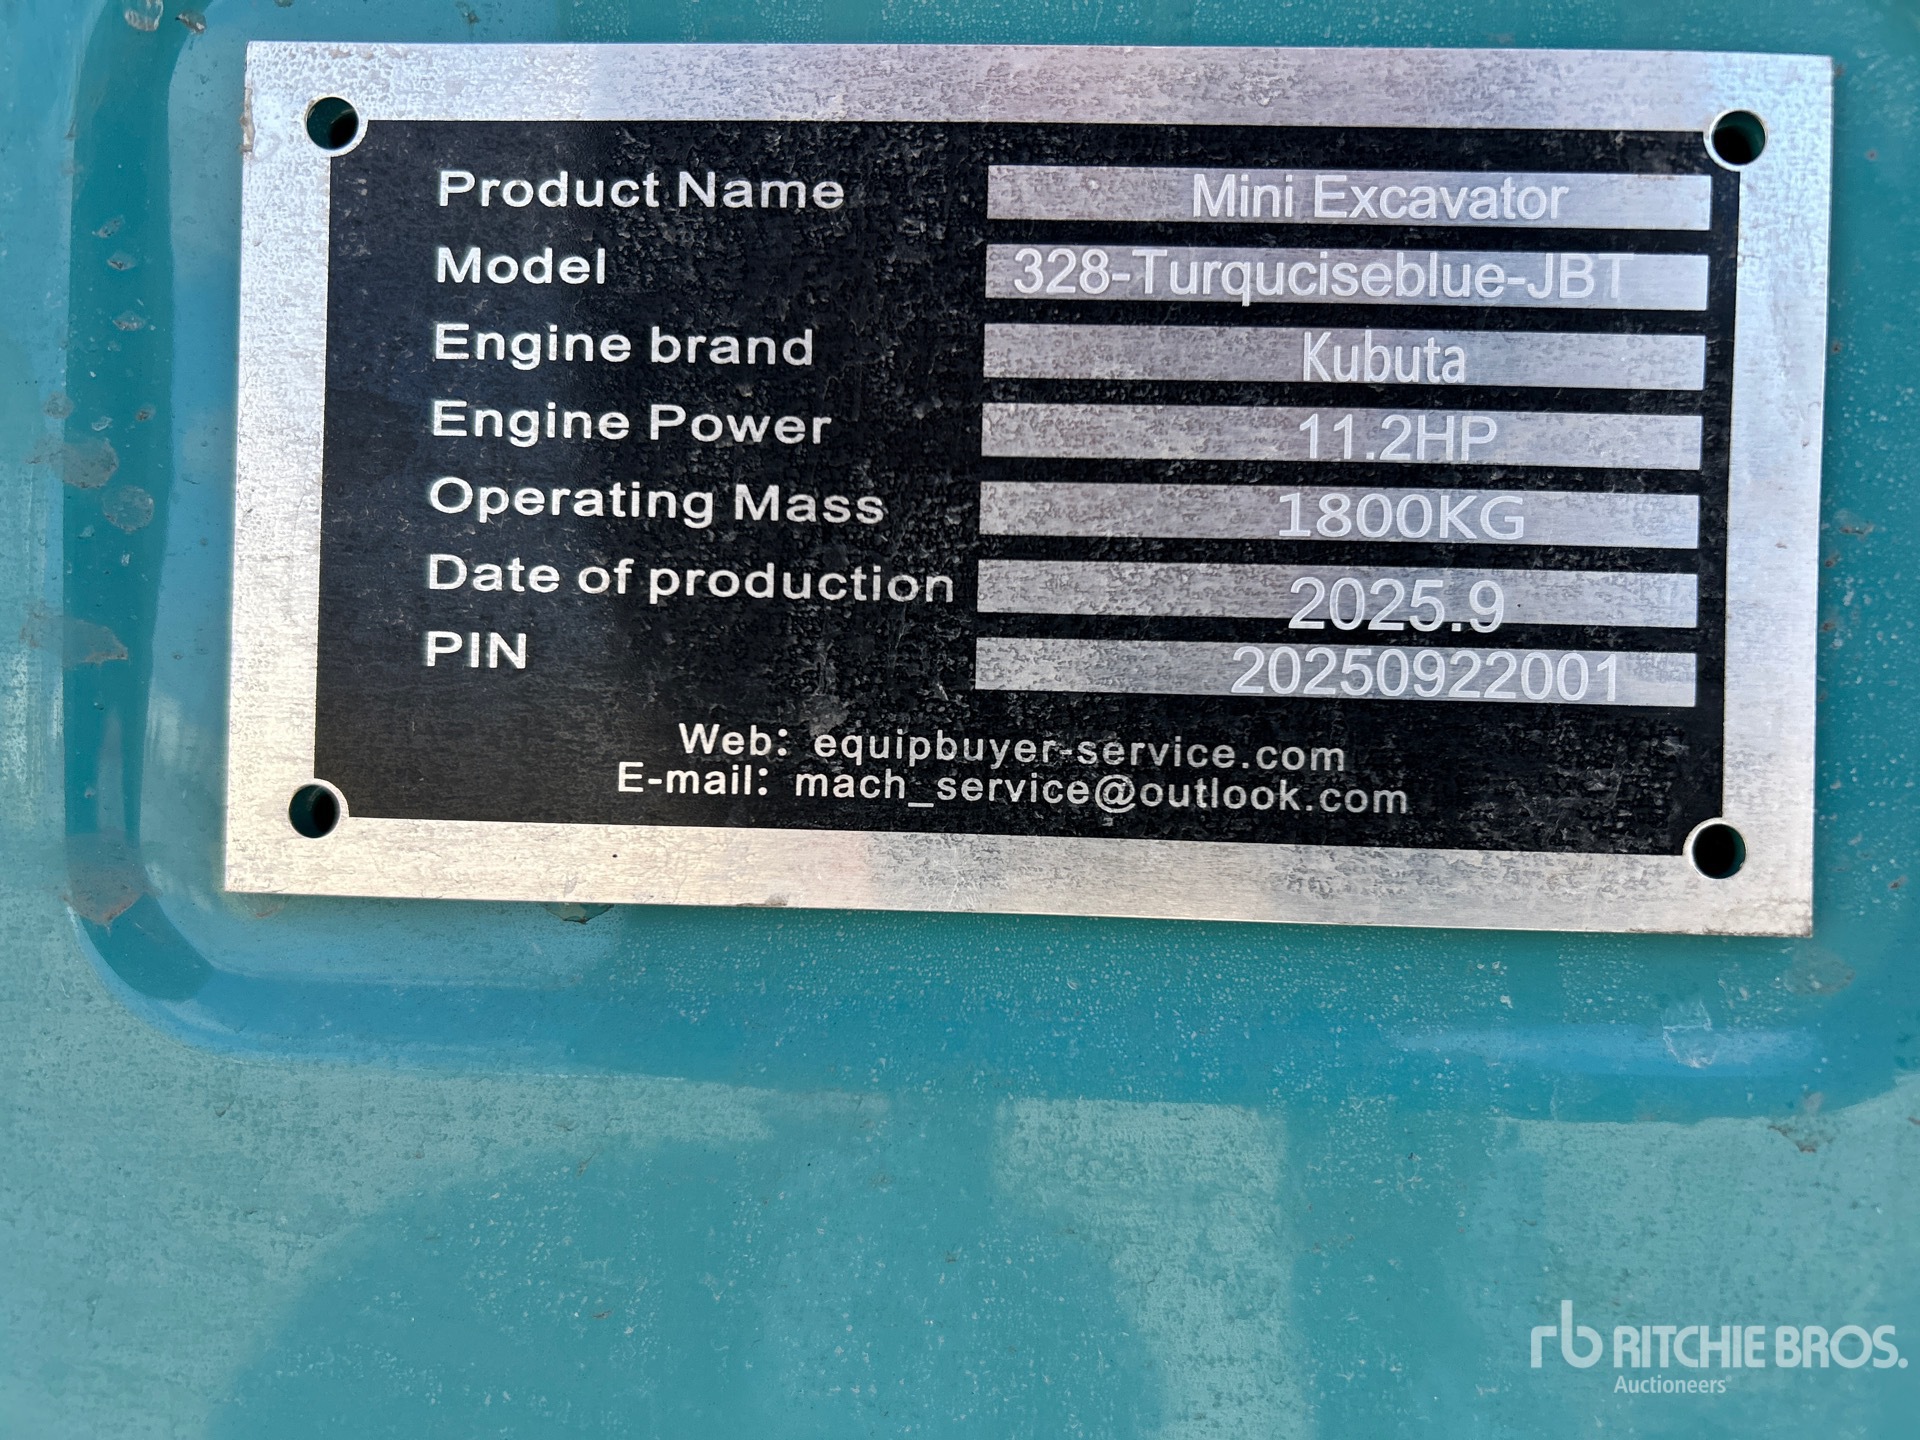 Product Name Mini Excavator
Model 328-Turquciseblue-JBT
Engine brand Kubuta
Engine Power 11.2HP
Operating Mass 1800KG
Date of production 2025.9
PIN 20250922001
Web: equipbuyer-service.com
E-mail: mach_service@outlook.com
rb RITCHIE BROS.
Auctioneers